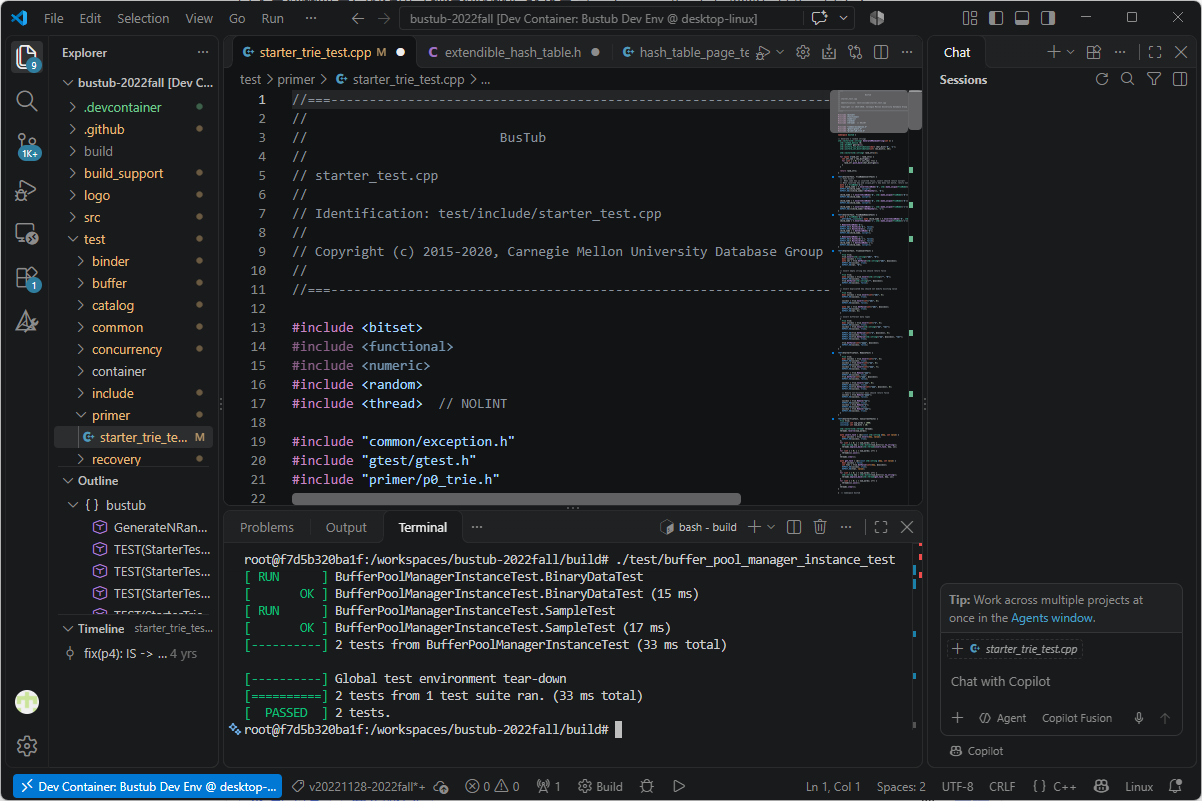 File Edit Selection View Go Run ··· bustub-2022fall [Dev Container: Bustub Dev Env @ desktop-linux]
Explorer ···
bustub-2022fall [Dev C...
.devcontainer
.github
build
build_support
logo
src
test
binder
buffer
catalog
common
concurrency
container
include
primer
starter_trie_te... M
recovery
Outline
{ } bustub
GenerateNRan...
TEST(StarterTes...
TEST(StarterTes...
TEST(StarterTes...
TEST(StarterTrie...
Timeline starter_trie_tes...
fix(p4): IS -> ... 4 yrs
9
1K+
1
starter_trie_test.cpp M
extendible_hash_table.h
hash_table_page_te
test > primer > starter_trie_test.cpp > ...
1 //===----------------------------------------------------------------
2 //
3 // BusTub
4 //
5 // starter_test.cpp
6 //
7 // Identification: test/include/starter_test.cpp
8 //
9 // Copyright (c) 2015-2020, Carnegie Mellon University Database Group
10 //
11 //===----------------------------------------------------------------
12
13 #include <bitset>
14 #include <functional>
15 #include <numeric>
16 #include <random>
17 #include <thread> // NOLINT
18
19 #include "common/exception.h"
20 #include "gtest/gtest.h"
21 #include "primer/p0_trie.h"
22
Problems Output Terminal ··· bash - build
root@f7d5b320ba1f:/workspaces/bustub-2022fall/build# ./test/buffer_pool_manager_instance_test
[ RUN      ] BufferPoolManagerInstanceTest.BinaryDataTest
[       OK ] BufferPoolManagerInstanceTest.BinaryDataTest (15 ms)
[ RUN      ] BufferPoolManagerInstanceTest.SampleTest
[       OK ] BufferPoolManagerInstanceTest.SampleTest (17 ms)
[----------] 2 tests from BufferPoolManagerInstanceTest (33 ms total)
[----------] Global test environment tear-down
[==========] 2 tests from 1 test suite ran. (33 ms total)
[  PASSED  ] 2 tests.
root@f7d5b320ba1f:/workspaces/bustub-2022fall/build#
Chat
Sessions
Tip: Work across multiple projects at
once in the Agents window.
starter_trie_test.cpp
Chat with Copilot
Agent Copilot Fusion
Copilot
Dev Container: Bustub Dev Env @ desktop-... v20221128-2022fall*+ 0 0 1 Build Ln 1, Col 1 Spaces: 2 UTF-8 CRLF { } C++ Linux